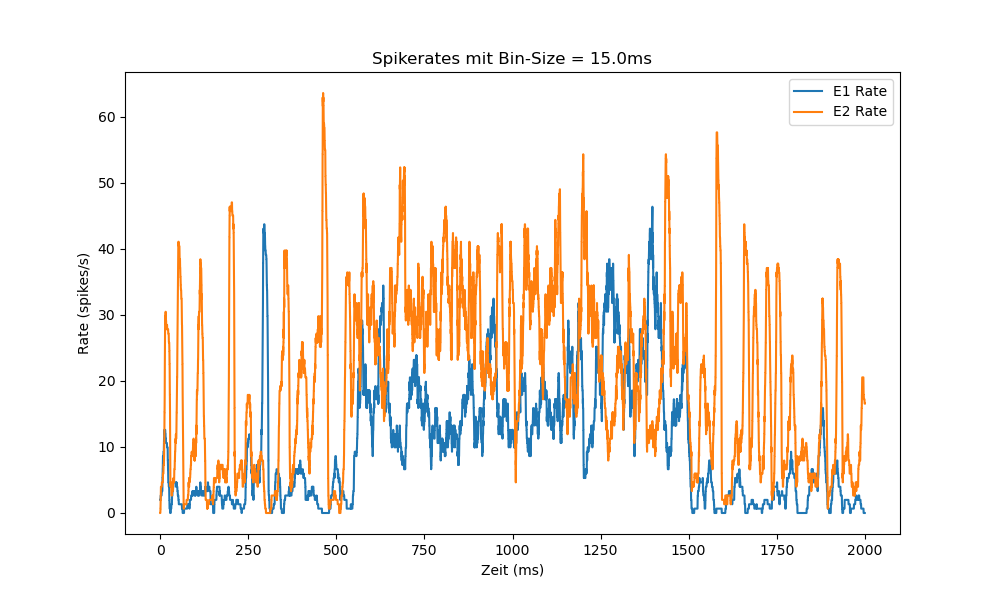 Spikerates mit Bin-Size = 15.0ms
E1 Rate
E2 Rate
Rate (spikes/s)
60
50
40
30
20
10
0
0 250 500 750 1000 1250 1500 1750 2000
Zeit (ms)